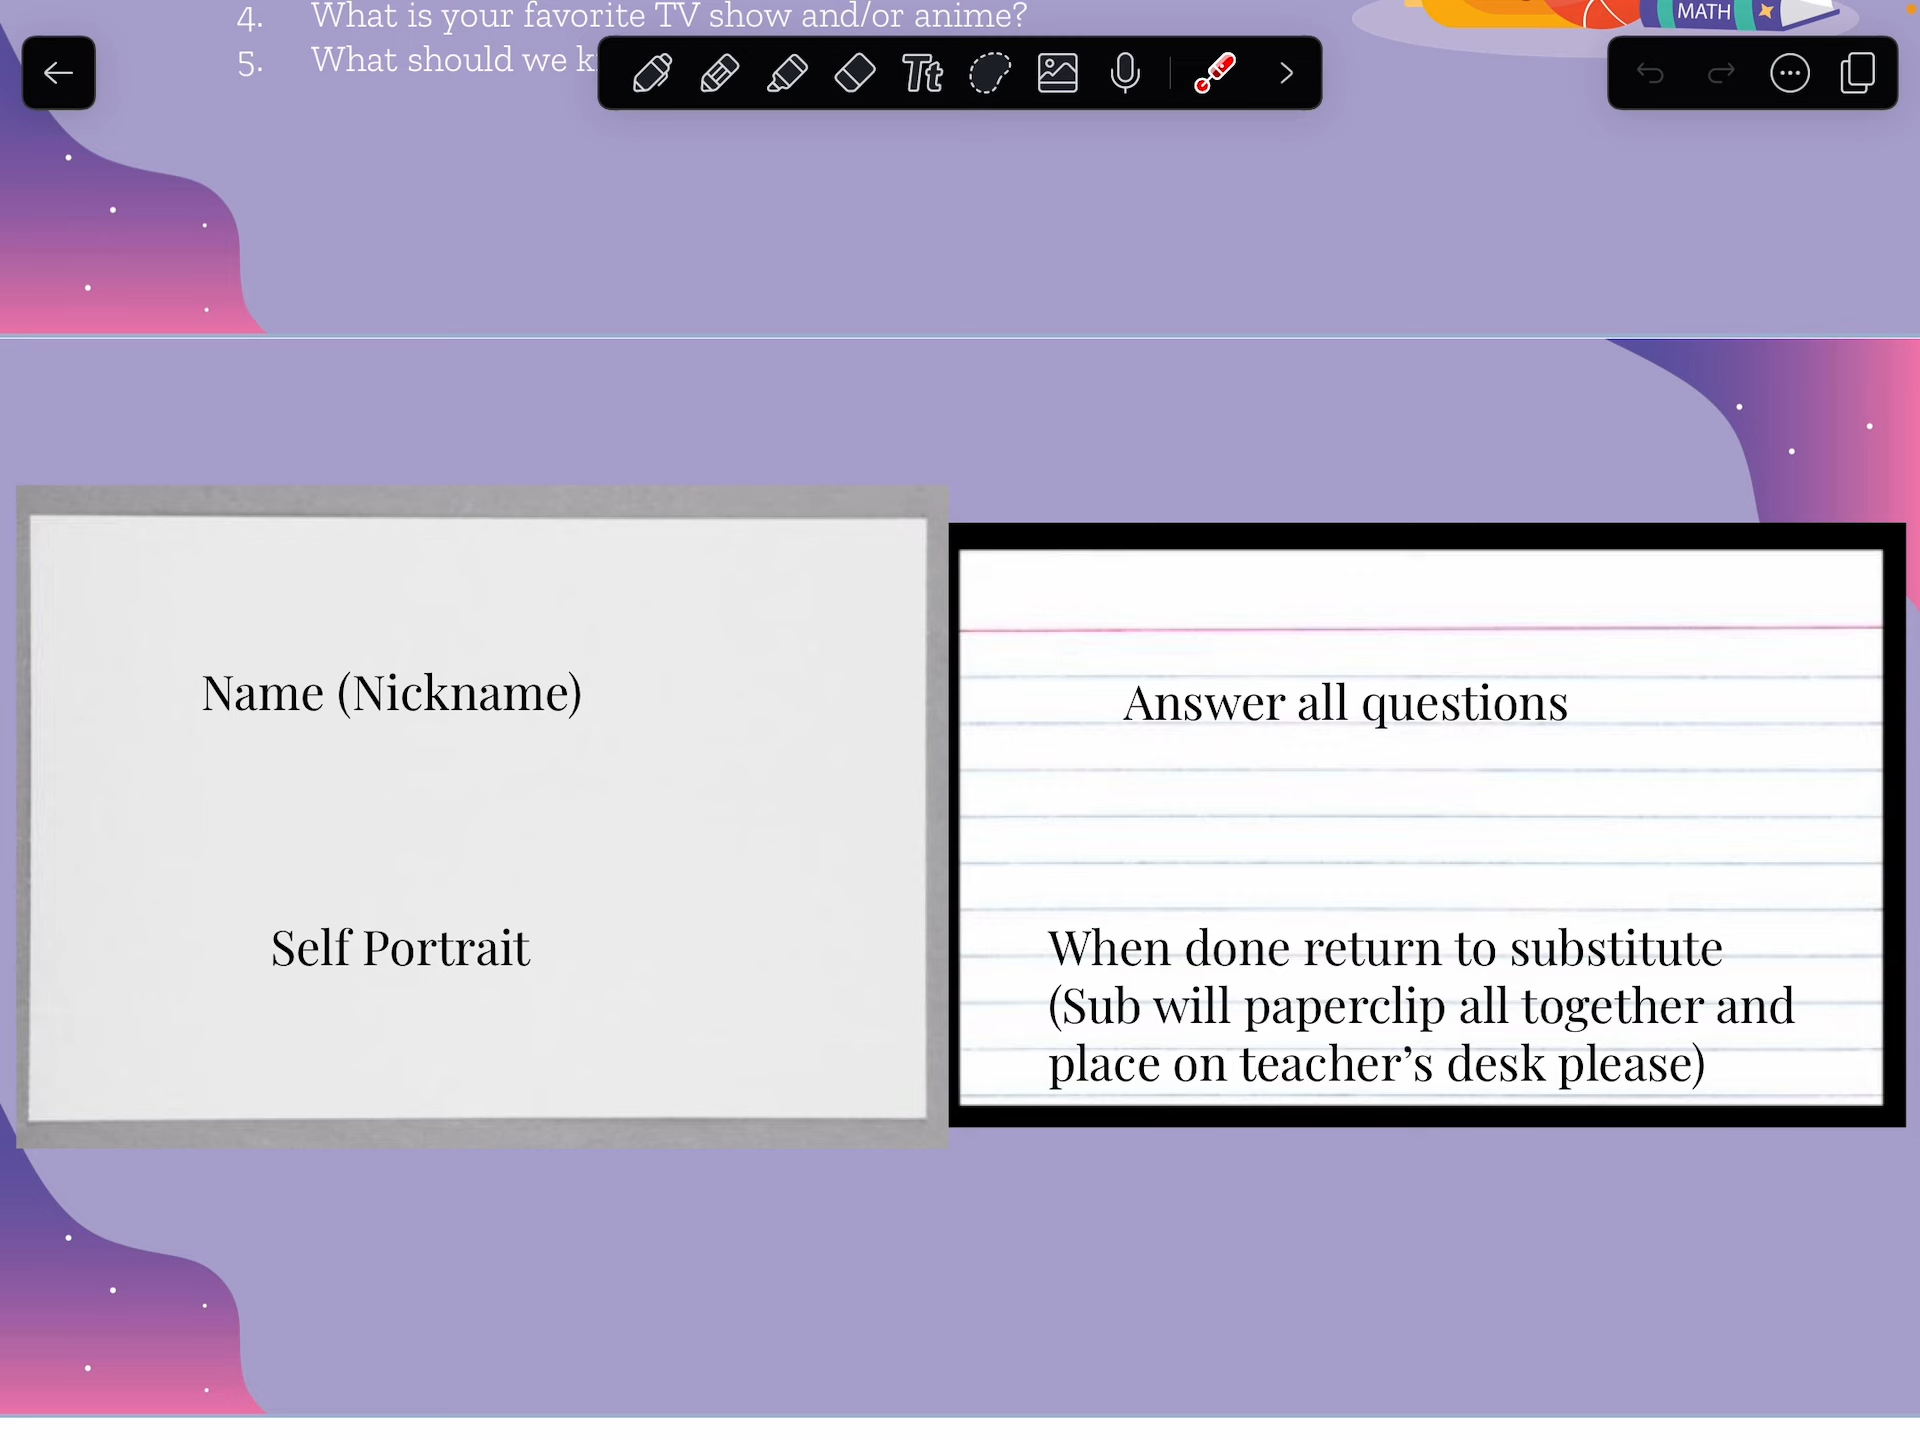 4. What is your favorite TV show and/or anime?
MATH
5. What should we
Tt
Name (Nickname)
Answer all questions
Self Portrait
When done return to substitute
(Sub will paperclip all together and
place on teacher’s desk please)